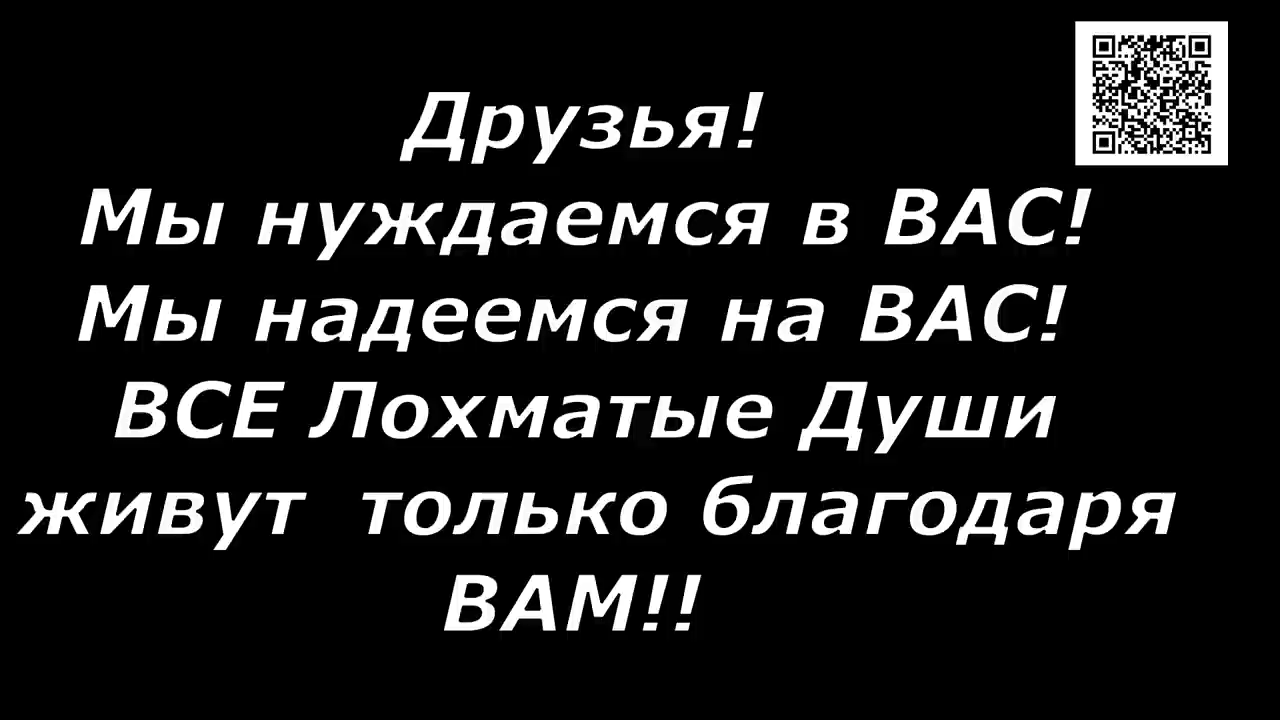 Друзья!
Мы нуждаемся в ВАС!
Мы надеемся на ВАС!
ВСЕ Лохматые Души
живут только благодаря
ВАМ!!